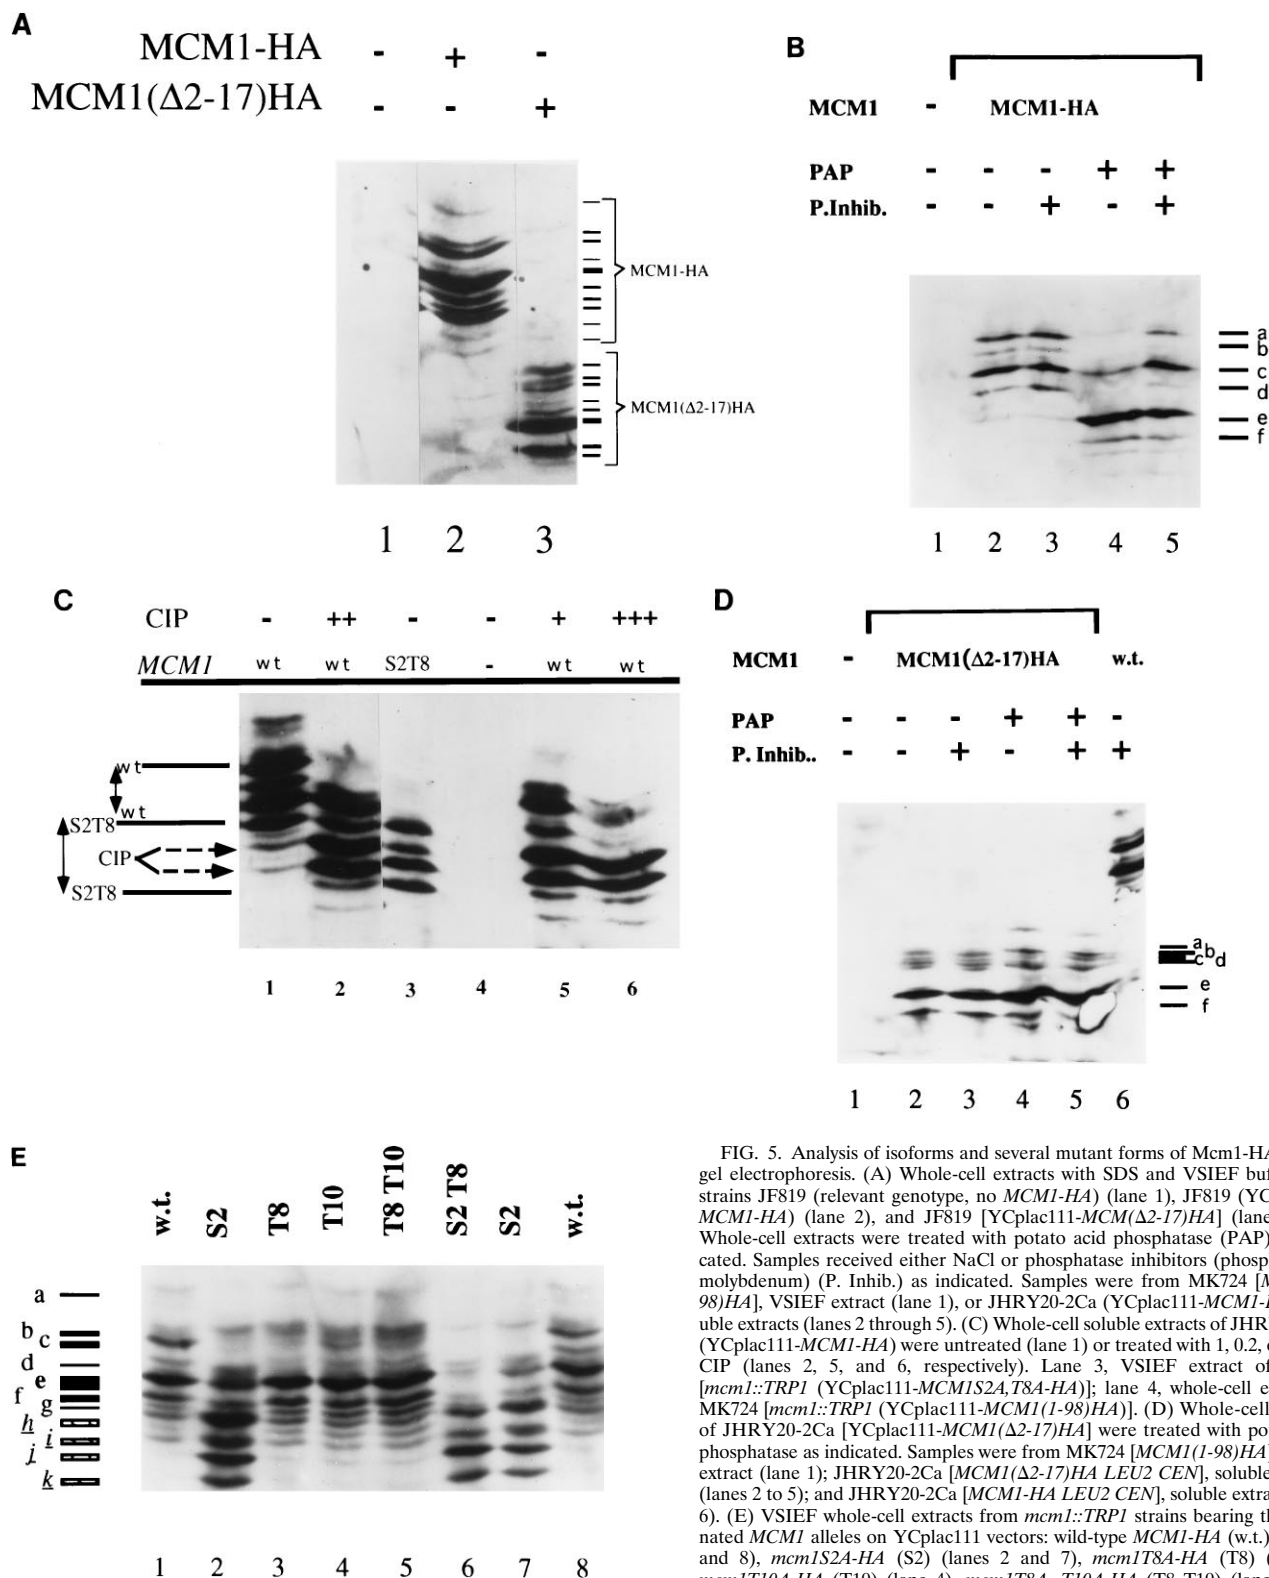 A
MCM1-HA - + -
MCM1(Δ2-17)HA - - +
MCM1-HA
MCM1(Δ2-17)HA
1 2 3
B
MCM1 - MCM1-HA
PAP - - - + +
P.Inhib. - - + - +
a
b
c
d
e
f
1 2 3 4 5
C
CIP - ++ - - + +++
MCM1 wt wt S2T8 - wt wt
wt
wt
S2T8
CIP
S2T8
1 2 3 4 5 6
D
MCM1 - MCM1(Δ2-17)HA w.t.
PAP - - - + + -
P. Inhib.. - - + - + +
a
b
c d
e
f
1 2 3 4 5 6
E
w.t. S2 T8 T10 T8 T10 S2 T8 S2 w.t.
a
b c
d
e
f g
h i
j
k
1 2 3 4 5 6 7 8
FIG. 5. Analysis of isoforms and several mutant forms of Mcm1-HA
gel electrophoresis. (A) Whole-cell extracts with SDS and VSIEF buf
strains JF819 (relevant genotype, no MCM1-HA) (lane 1), JF819 (YC
MCM1-HA) (lane 2), and JF819 [YCplac111-MCM(Δ2-17)HA] (lane
Whole-cell extracts were treated with potato acid phosphatase (PAP)
cated. Samples received either NaCl or phosphatase inhibitors (phosp
molybdenum) (P. Inhib.) as indicated. Samples were from MK724 [M
98)HA], VSIEF extract (lane 1), or JHRY20-2Ca (YCplac111-MCM1-H
uble extracts (lanes 2 through 5). (C) Whole-cell soluble extracts of JHR
(YCplac111-MCM1-HA) were untreated (lane 1) or treated with 1, 0.2,
CIP (lanes 2, 5, and 6, respectively). Lane 3, VSIEF extract of
[mcm1::TRP1 (YCplac111-MCM1S2A,T8A-HA)]; lane 4, whole-cell e
MK724 [mcm1::TRP1 (YCplac111-MCM1(1-98)HA)]. (D) Whole-cell
of JHRY20-2Ca [YCplac111-MCM1(Δ2-17)HA] were treated with po
phosphatase as indicated. Samples were from MK724 [MCM1(1-98)HA]
extract (lane 1); JHRY20-2Ca [MCM1(Δ2-17)HA LEU2 CEN], soluble
(lanes 2 to 5); and JHRY20-2Ca [MCM1-HA LEU2 CEN], soluble extra
6). (E) VSIEF whole-cell extracts from mcm1::TRP1 strains bearing th
nated MCM1 alleles on YCplac111 vectors: wild-type MCM1-HA (w.t.)
and 8), mcm1S2A-HA (S2) (lanes 2 and 7), mcm1T8A-HA (T8) (